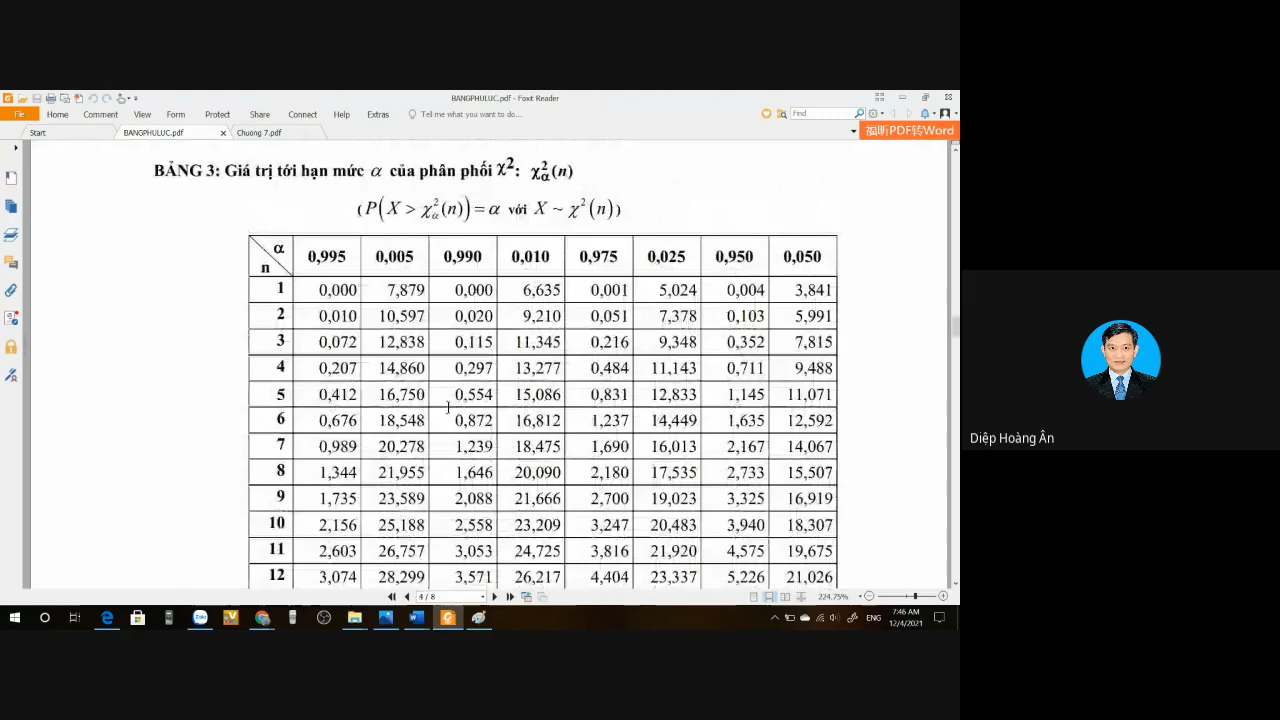 BANGPHULUC.pdf - Foxit Reader
File Home Comment View Form Protect Share Connect Help Extras Tell me what you want to do... Find
Start BANGPHULUC.pdf Chuong 7.pdf
福昕PDF转Word
BẢNG 3: Giá trị tới hạn mức α của phân phối χ²: χ²α(n)
( P(X > χ²α(n)) = α với X ~ χ²(n) )
α
n 0,995 0,005 0,990 0,010 0,975 0,025 0,950 0,050
1 0,000 7,879 0,000 6,635 0,001 5,024 0,004 3,841
2 0,010 10,597 0,020 9,210 0,051 7,378 0,103 5,991
3 0,072 12,838 0,115 11,345 0,216 9,348 0,352 7,815
4 0,207 14,860 0,297 13,277 0,484 11,143 0,711 9,488
5 0,412 16,750 0,554 15,086 0,831 12,833 1,145 11,071
6 0,676 18,548 0,872 16,812 1,237 14,449 1,635 12,592
7 0,989 20,278 1,239 18,475 1,690 16,013 2,167 14,067
8 1,344 21,955 1,646 20,090 2,180 17,535 2,733 15,507
9 1,735 23,589 2,088 21,666 2,700 19,023 3,325 16,919
10 2,156 25,188 2,558 23,209 3,247 20,483 3,940 18,307
11 2,603 26,757 3,053 24,725 3,816 21,920 4,575 19,675
12 3,074 28,299 3,571 26,217 4,404 23,337 5,226 21,026
4 / 8 224.75%
Zalo ENG 7:46 AM
12/4/2021
Diệp Hoàng Ân